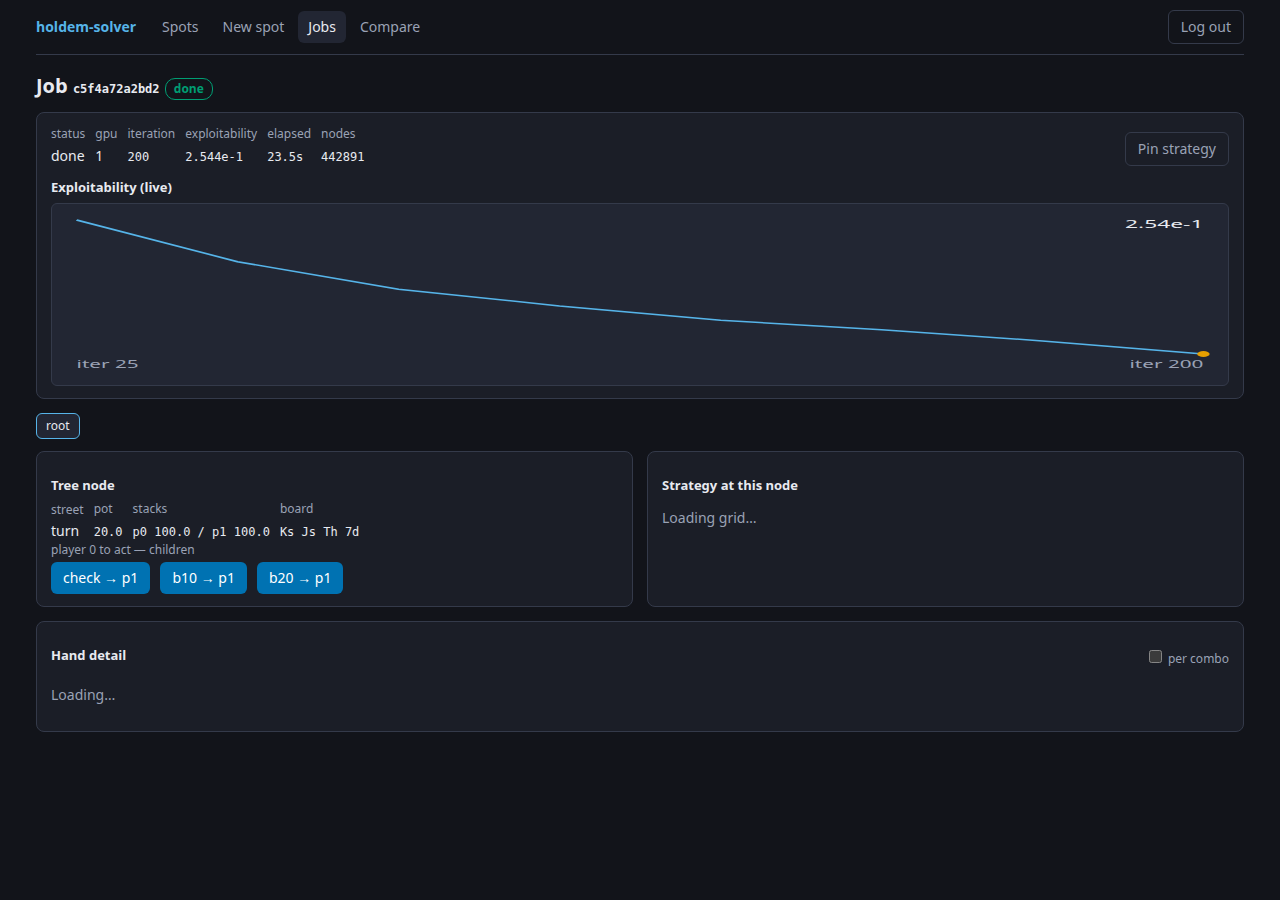 holdem-solver Spots New spot Jobs Compare Log out
Job c5f4a72a2bd2 done
status gpu iteration exploitability elapsed nodes
done 1 200 2.544e-1 23.5s 442891
Pin strategy
Exploitability (live)
2.54e-1
iter 25 iter 200
root
Tree node
street pot stacks board
turn 20.0 p0 100.0 / p1 100.0 Ks Js Th 7d
player 0 to act — children
check → p1 b10 → p1 b20 → p1
Strategy at this node
Loading grid…
Hand detail
per combo
Loading…